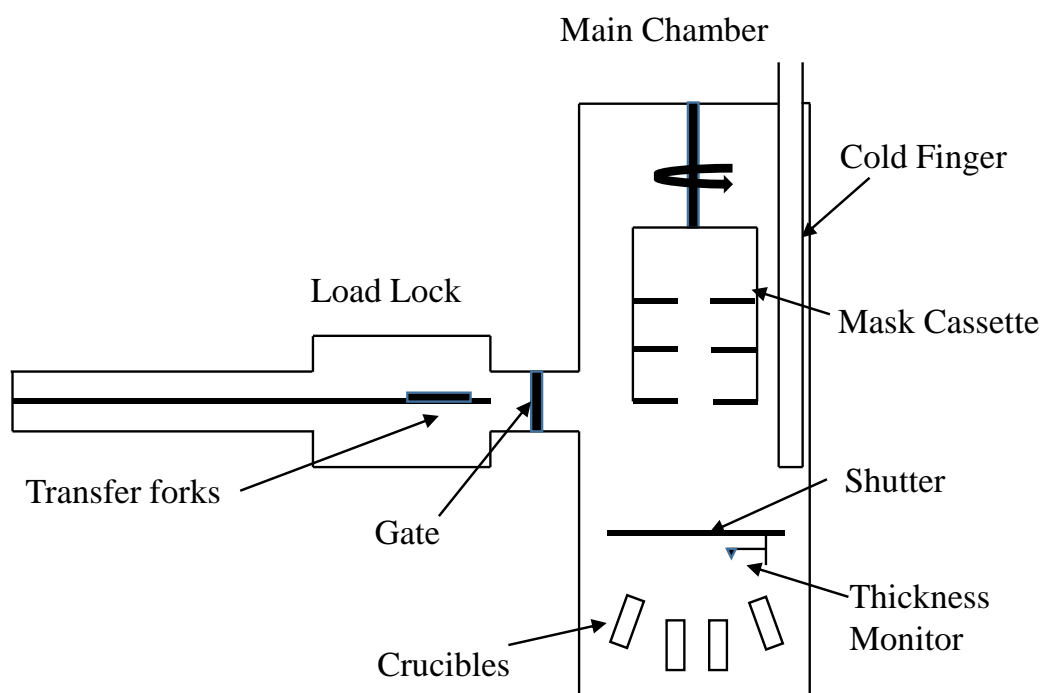 Main Chamber
Cold Finger
Load Lock
Mask Cassette
Transfer forks
Gate
Shutter
Thickness
Monitor
Crucibles